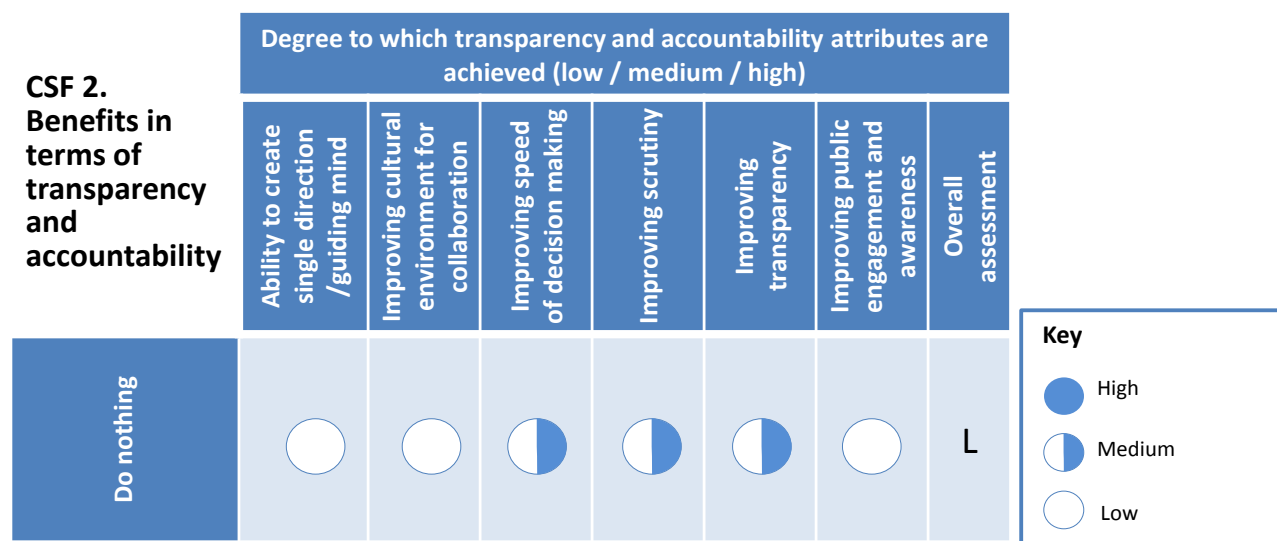 CSF 2.
Benefits in
terms of
transparency
and
accountability
Degree to which transparency and accountability attributes are
achieved (low / medium / high)
Ability to create
single direction
/guiding mind
Improving cultural
environment for
collaboration
Improving speed
of decision making
Improving scrutiny
Improving
transparency
Improving public
engagement and
awareness
Overall
assessment
Do nothing
L
Key
High
Medium
Low